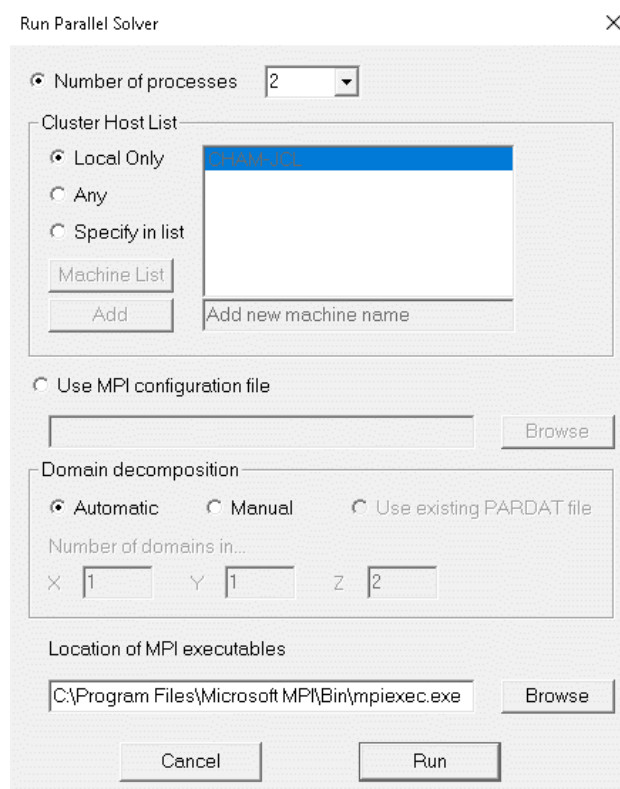 Run Parallel Solver
Number of processes 2
Cluster Host List
Local Only CHAM-JCL
Any
Specify in list
Machine List
Add Add new machine name
Use MPI configuration file
Browse
Domain decomposition
Automatic Manual Use existing PARDAT file
Number of domains in...
X 1 Y 1 Z 2
Location of MPI executables
C:\Program Files\Microsoft MPI\Bin\mpiexec.exe Browse
Cancel Run